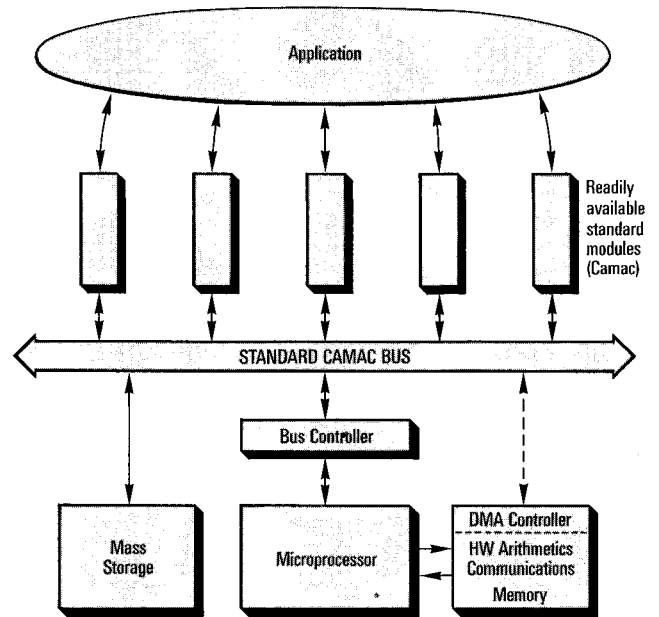 Application
Readily
available
standard
modules
(Camac)
STANDARD CAMAC BUS
Bus Controller
DMA Controller
Mass
Storage
Microprocessor
HW Arithmetics
Communications
Memory